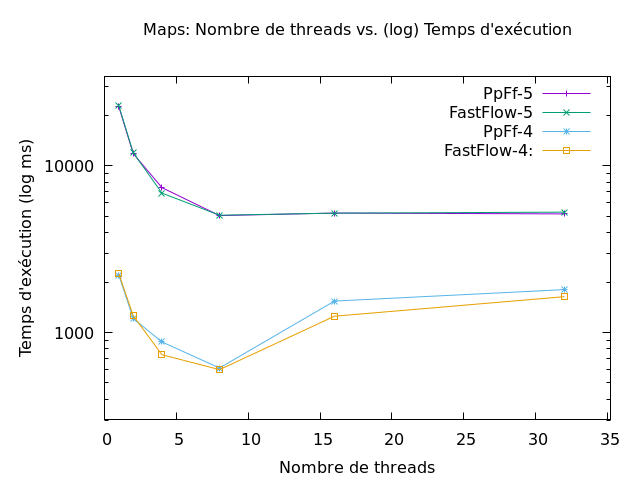 Maps: Nombre de threads vs. (log) Temps d'exécution
PpFf-5
FastFlow-5
PpFf-4
FastFlow-4:
10000
1000
Temps d'exécution (log ms)
0 5 10 15 20 25 30 35
Nombre de threads